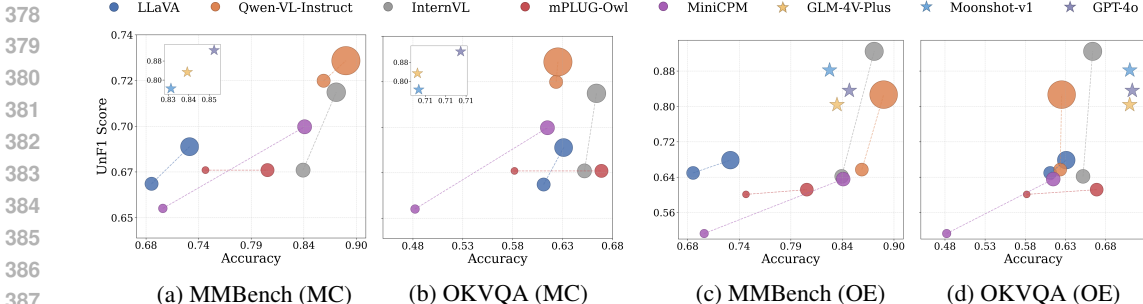 378
379
380
381
382
383
384
385
386
387
LLaVA Qwen-VL-Instruct InternVL mPLUG-Owl MiniCPM GLM-4V-Plus Moonshot-v1 GPT-4o
UnF1 Score
0.74
0.72
0.70
0.67
0.65
0.88
0.80
0.83 0.84 0.85
0.68 0.74 0.79 0.84 0.90
Accuracy
(a) MMBench (MC)
0.88
0.80
0.71 0.71 0.71
0.48 0.53 0.58 0.63 0.68
Accuracy
(b) OKVQA (MC)
0.88
0.80
0.72
0.64
0.56
0.68 0.74 0.79 0.84 0.90
Accuracy
(c) MMBench (OE)
0.48 0.53 0.58 0.63 0.68
Accuracy
(d) OKVQA (OE)